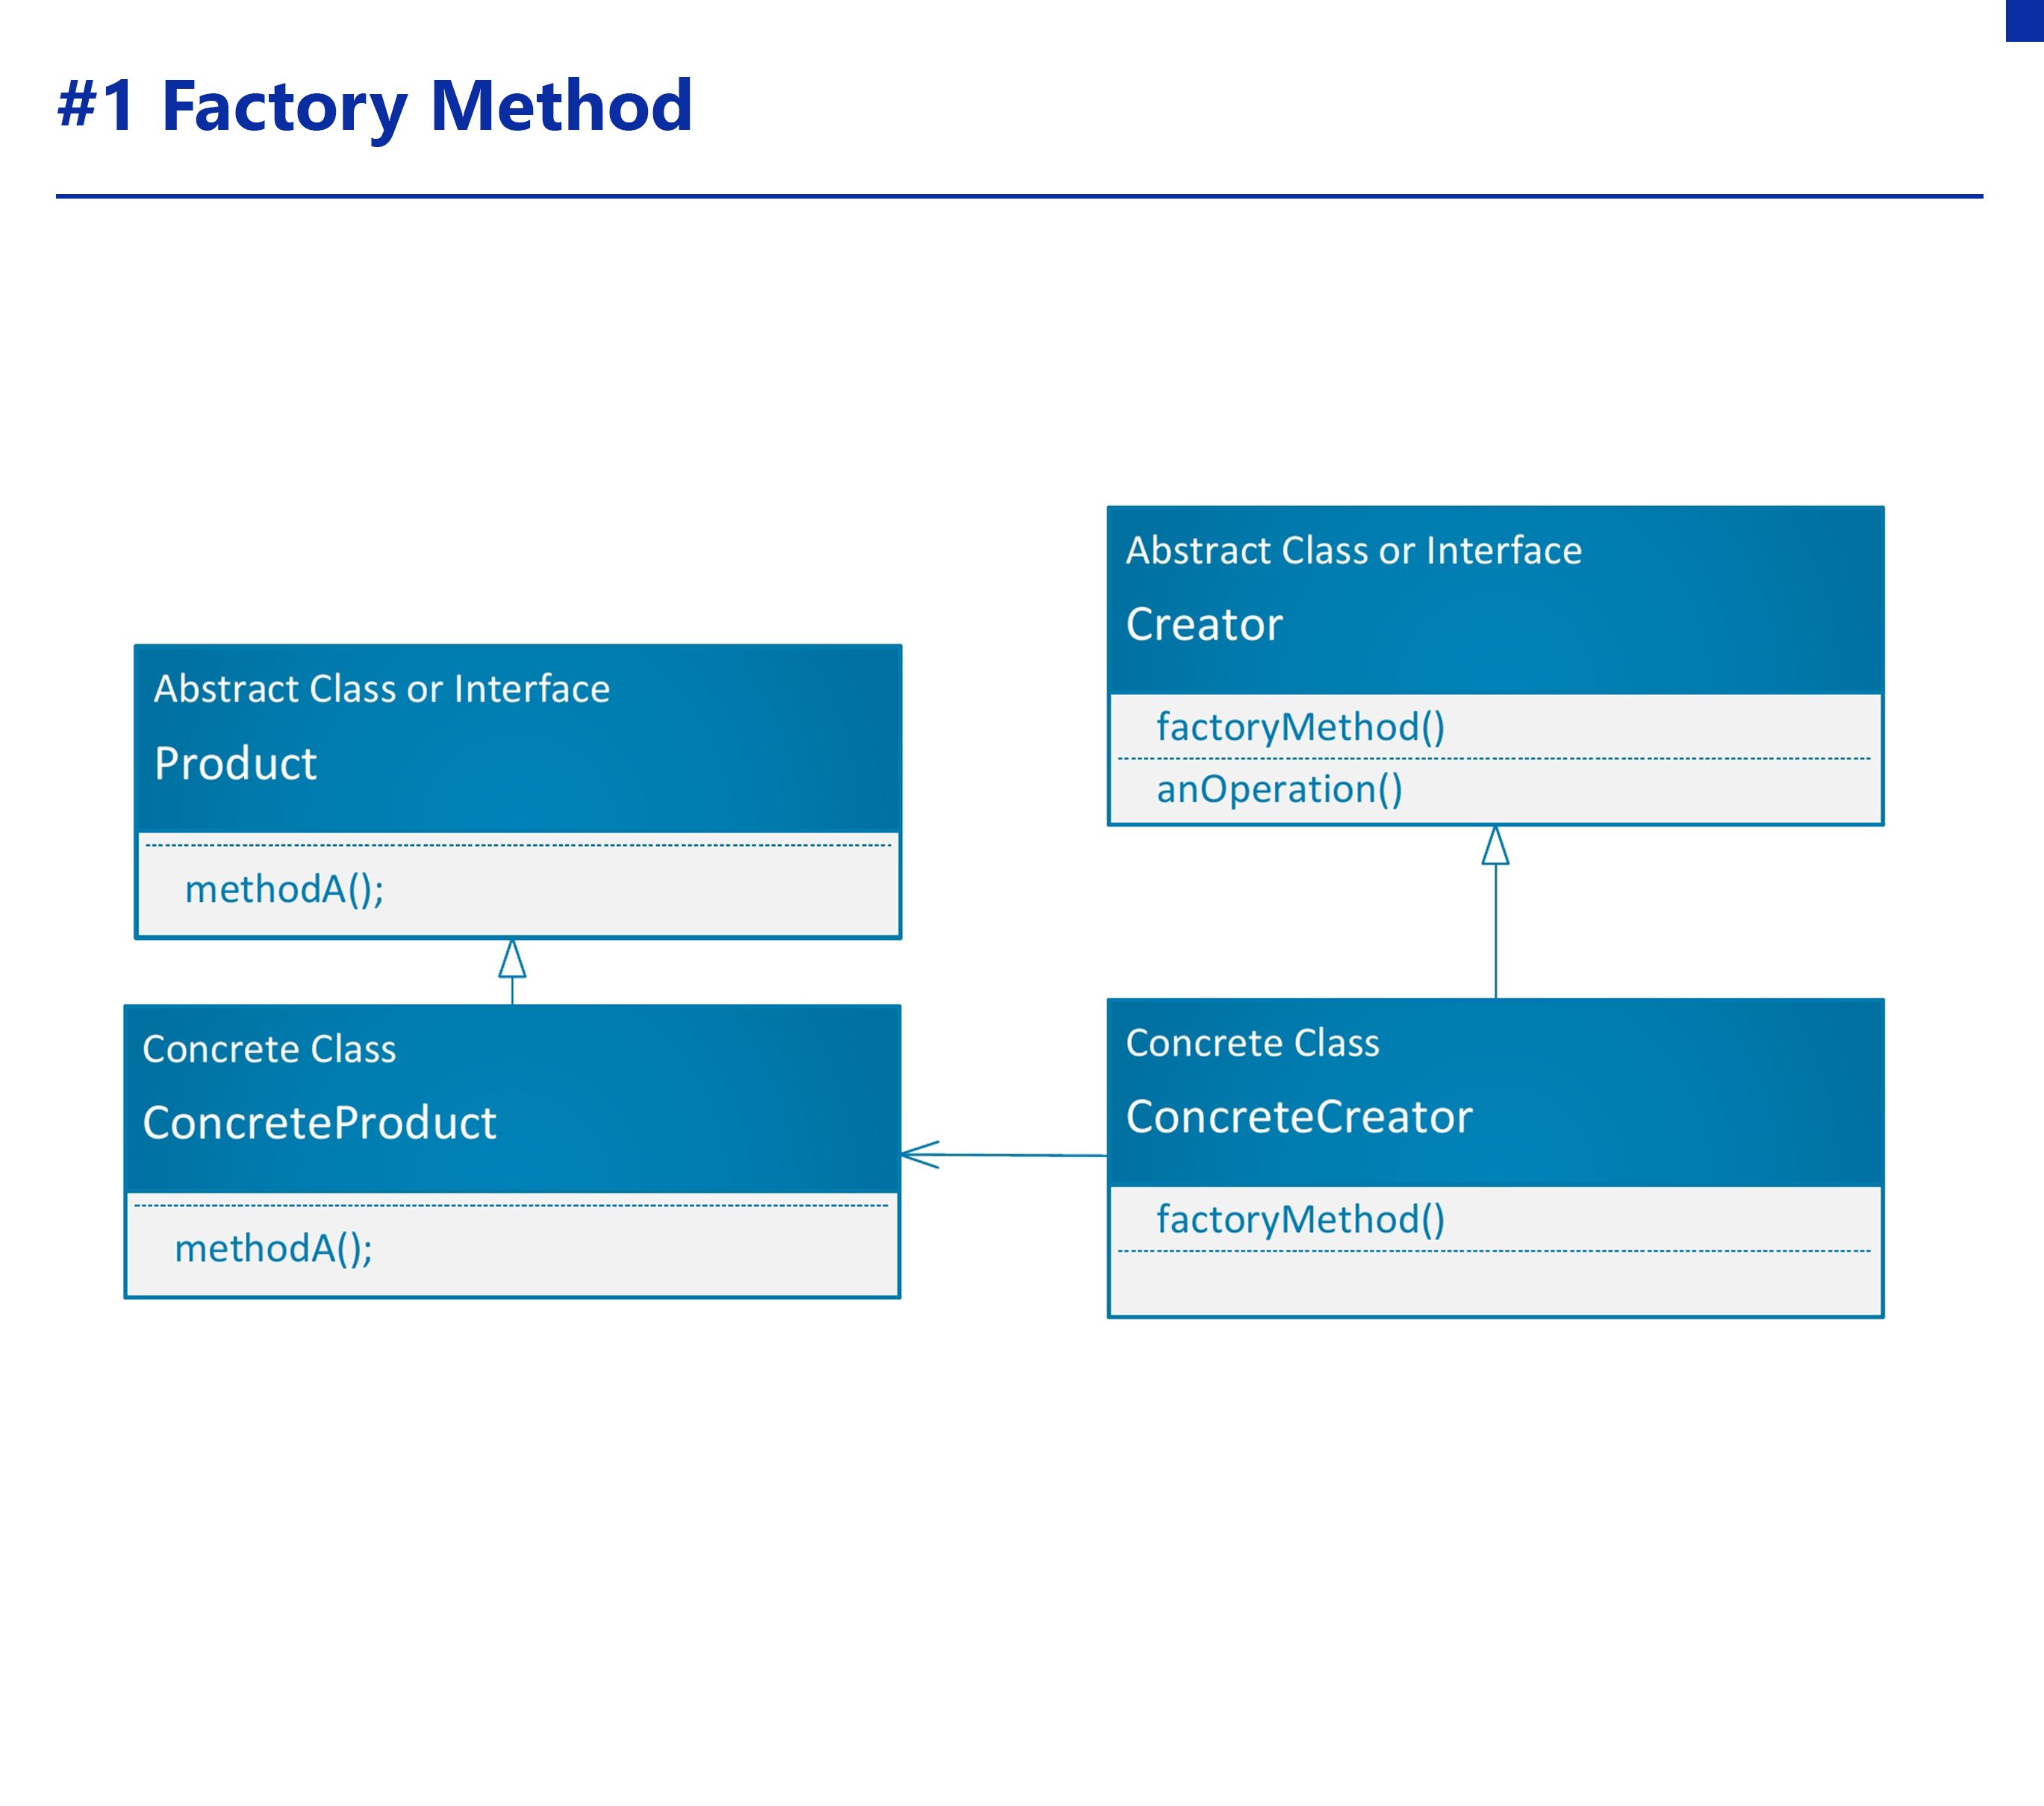 #1 Factory Method
Abstract Class or Interface
Product
methodA();
Concrete Class
ConcreteProduct
methodA();
Abstract Class or Interface
Creator
factoryMethod()
anOperation()
Concrete Class
ConcreteCreator
factoryMethod()